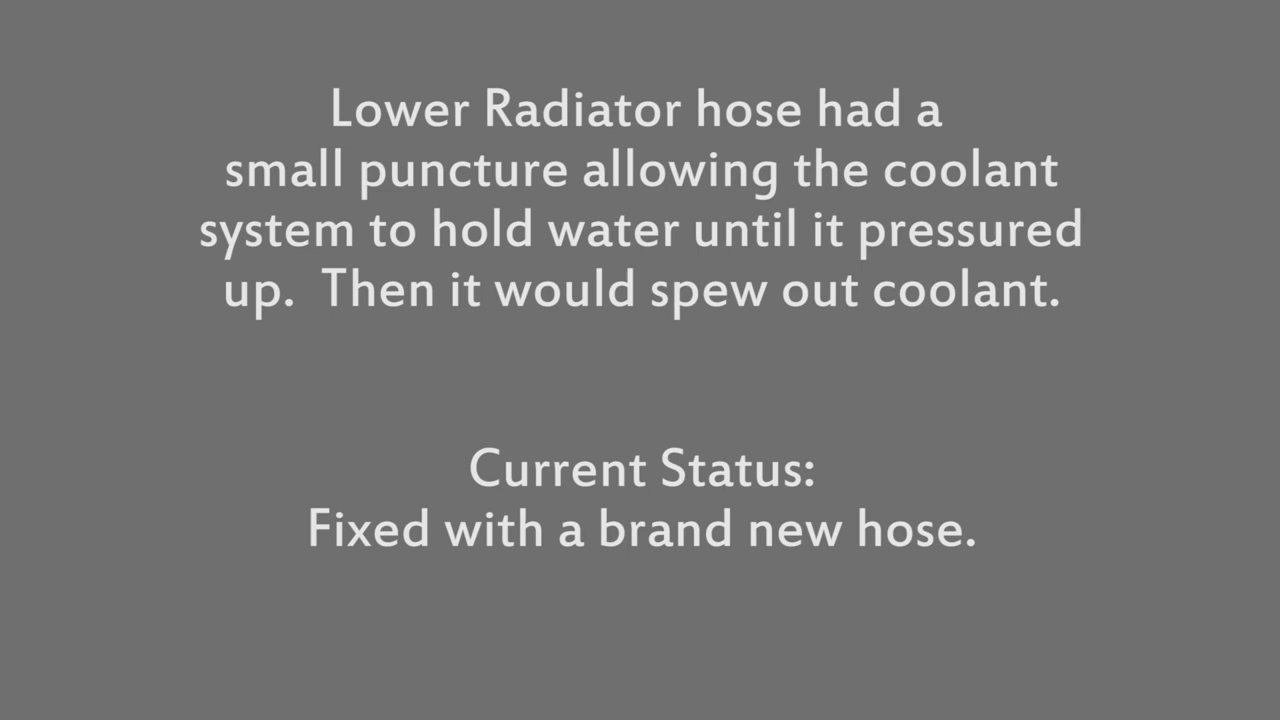 Lower Radiator hose had a
small puncture allowing the coolant
system to hold water until it pressured
up.  Then it would spew out coolant.
Current Status:
Fixed with a brand new hose.